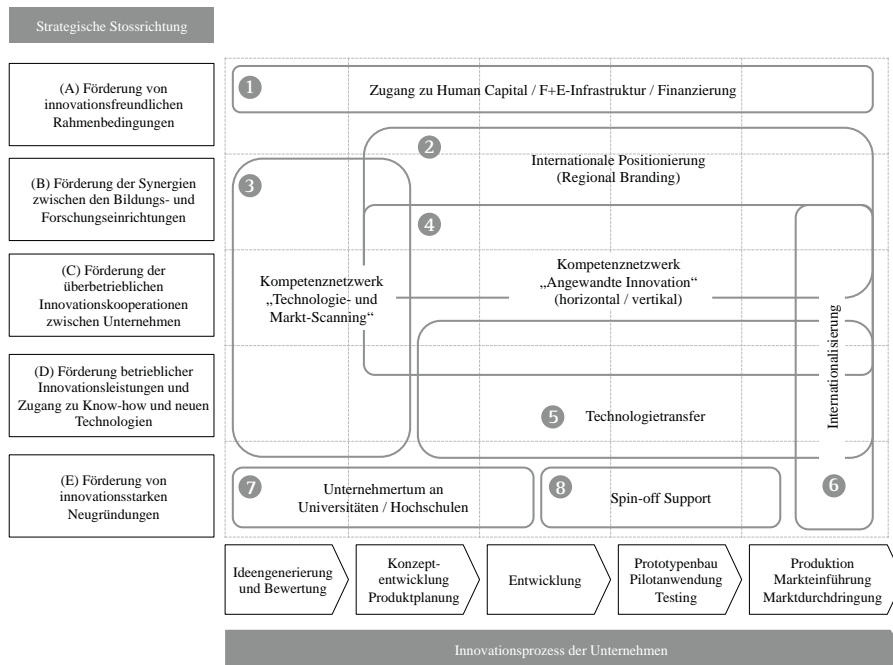 Strategische Stossrichtung
(A) Förderung von
innovationsfreundlichen
Rahmenbedingungen
(B) Förderung der Synergien
zwischen den Bildungs- und
Forschungseinrichtungen
(C) Förderung der
überbetrieblichen
Innovationskooperationen
zwischen Unternehmen
(D) Förderung betrieblicher
Innovationsleistungen und
Zugang zu Know-how und neuen
Technologien
(E) Förderung von
innovationsstarken
Neugründungen
1
Zugang zu Human Capital / F+E-Infrastruktur / Finanzierung
2
Internationale Positionierung
(Regional Branding)
3
Kompetenznetzwerk
„Technologie- und
Markt-Scanning“
4
Kompetenznetzwerk
„Angewandte Innovation“
(horizontal / vertikal)
5
Technologietransfer
Internationalisierung
6
7
Unternehmertum an
Universitäten / Hochschulen
8
Spin-off Support
Ideengenerierung
und Bewertung
Konzept-
entwicklung
Produktplanung
Entwicklung
Prototypenbau
Pilotanwendung
Testing
Produktion
Markteinführung
Marktdurchdringung
Innovationsprozess der Unternehmen